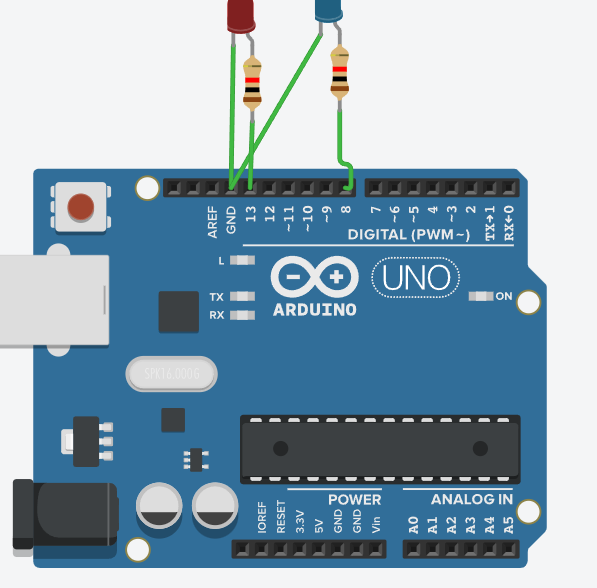 AREF
GND
13
12
~11
~10
~9
8
7
~6
~5
4
~3
2
TX→1
RX←0
DIGITAL (PWM~)
L
TX
RX
ARDUINO
UNO
ON
SPK16.000G
POWER
ANALOG IN
IOREF
RESET
3.3V
5V
GND
GND
Vin
A0
A1
A2
A3
A4
A5